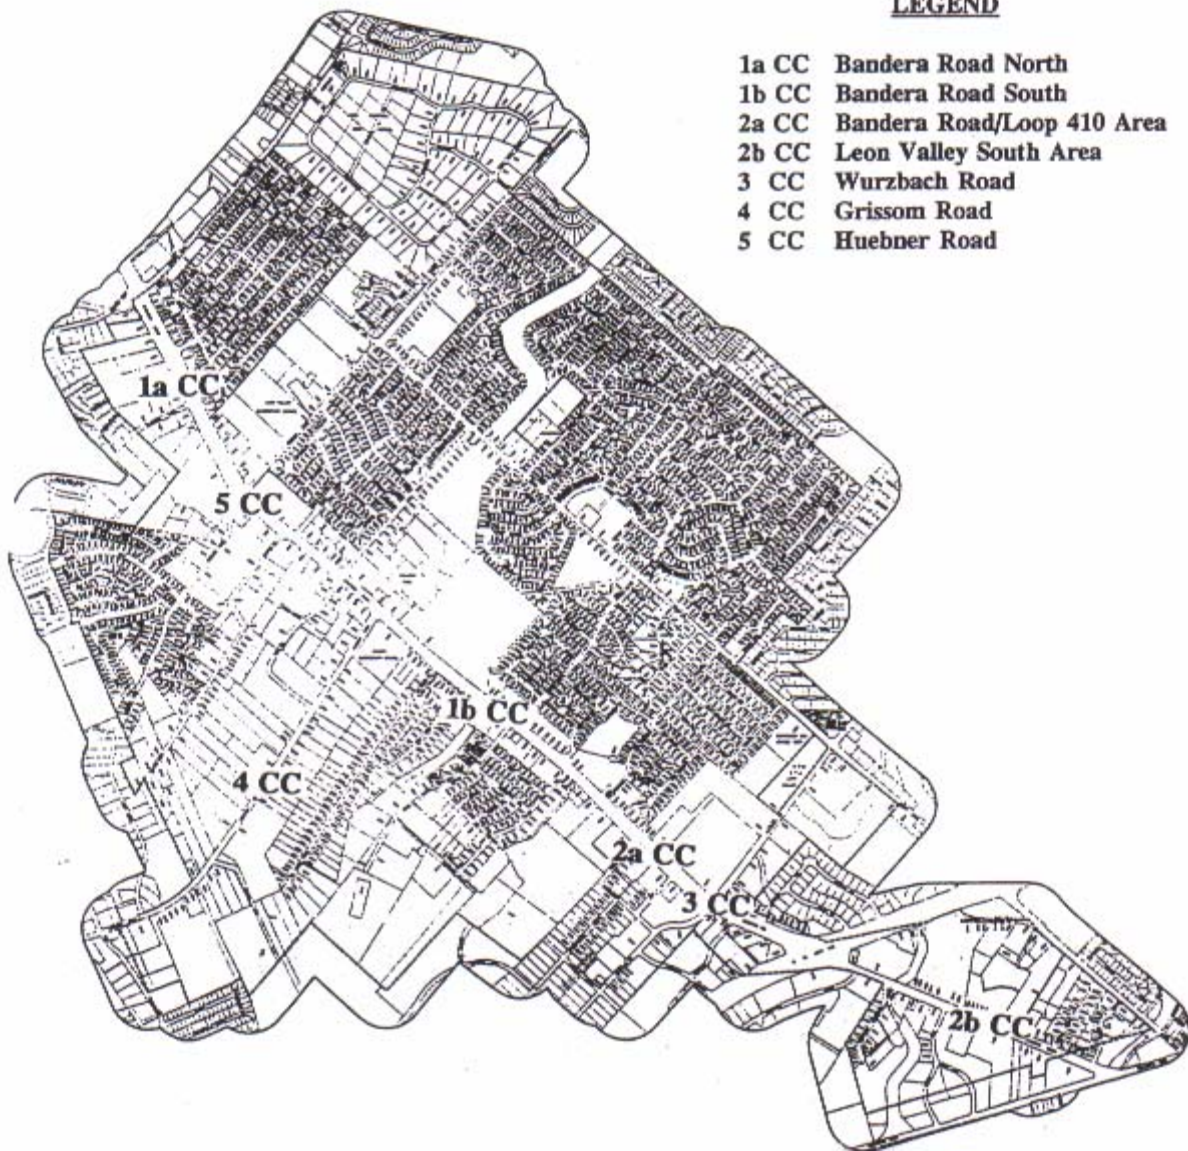 LEGEND
1a CC Bandera Road North
1b CC Bandera Road South
2a CC Bandera Road/Loop 410 Area
2b CC Leon Valley South Area
3 CC Wurzbach Road
4 CC Grissom Road
5 CC Huebner Road
1a CC
5 CC
1b CC
4 CC
2a CC
3 CC
2b CC